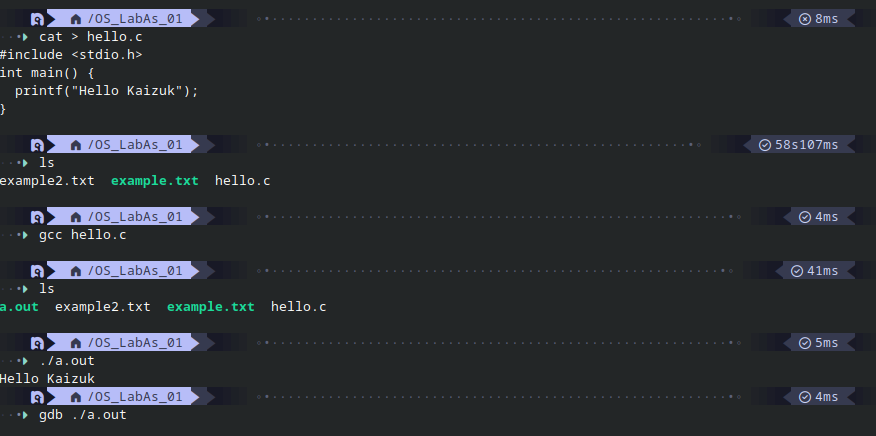 /OS_LabAs_01 8ms
cat > hello.c
#include <stdio.h>
int main() {
  printf("Hello Kaizuk");
}
/OS_LabAs_01 58s107ms
ls
example2.txt  example.txt  hello.c
/OS_LabAs_01 4ms
gcc hello.c
/OS_LabAs_01 41ms
ls
a.out  example2.txt  example.txt  hello.c
/OS_LabAs_01 5ms
./a.out
Hello Kaizuk
/OS_LabAs_01 4ms
gdb ./a.out